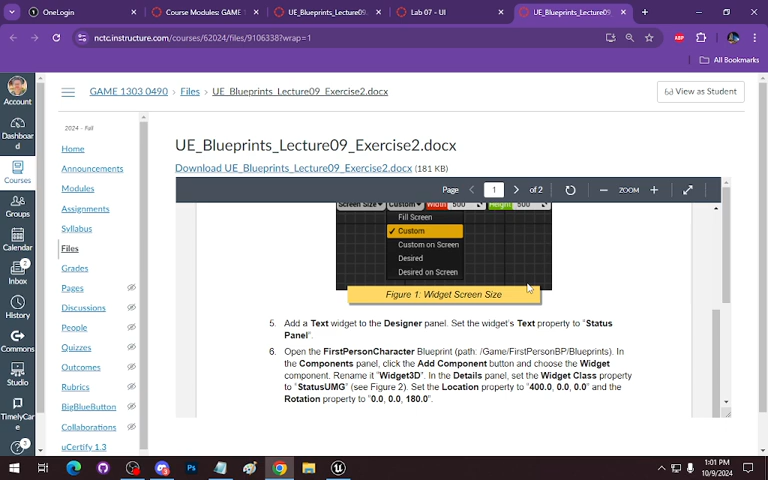 OneLogin
Course Modules: GAME
UE_Blueprints_Lecture09.
Lab 07 - UI
UE_Blueprints_Lecture09
nctc.instructure.com/courses/62024/files/9106338?wrap=1
All Bookmarks
Account
Dashboar
d
Courses
Groups
Calendar
2
Inbox
History
Commons
Studio
TimelyCar
e
3
GAME 1303 0490 > Files > UE_Blueprints_Lecture09_Exercise2.docx
View as Student
2024 - Fall
Home
Announcements
Modules
Assignments
Syllabus
Files
Grades
Pages
Discussions
People
Quizzes
Outcomes
Rubrics
BigBlueButton
Collaborations
uCertify 1.3
UE_Blueprints_Lecture09_Exercise2.docx
Download UE_Blueprints_Lecture09_Exercise2.docx (181 KB)
Page 1 of 2 ZOOM
Screen Size Custom Width 500 Height 500
Fill Screen
✓ Custom
Custom on Screen
Desired
Desired on Screen
Figure 1: Widget Screen Size
5. Add a Text widget to the Designer panel. Set the widget's Text property to "Status
Panel".
6. Open the FirstPersonCharacter Blueprint (path: /Game/FirstPersonBP/Blueprints). In
the Components panel, click the Add Component button and choose the Widget
component. Rename it "Widget3D". In the Details panel, set the Widget Class property
to "StatusUMG" (see Figure 2). Set the Location property to "400.0, 0.0, 0.0" and the
Rotation property to "0.0, 0.0, 180.0".
1:01 PM
10/9/2024